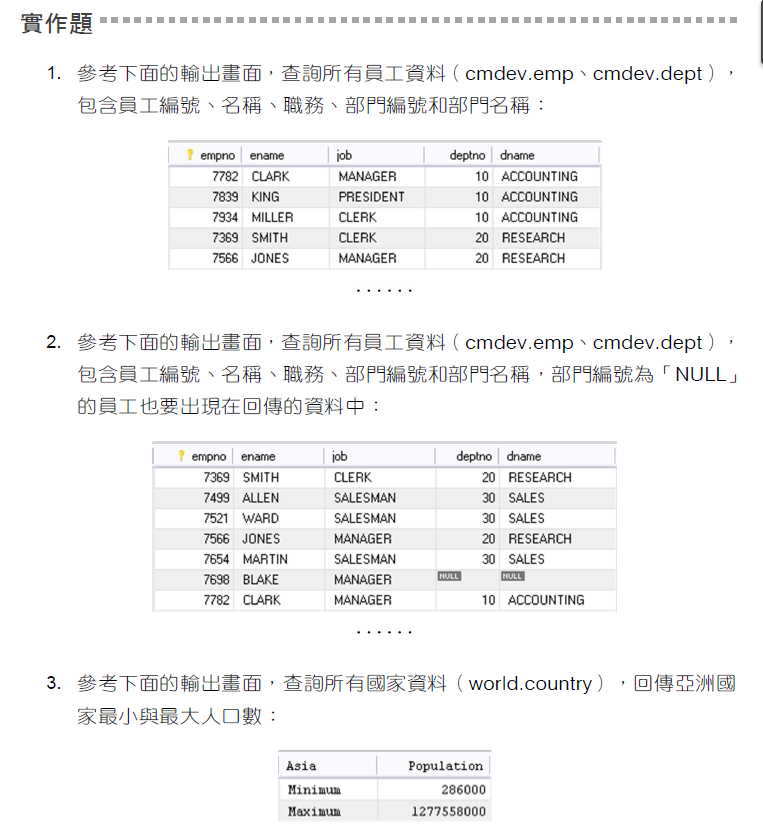 實作題
1. 參考下面的輸出畫面，查詢所有員工資料（cmdev.emp、cmdev.dept），
包含員工編號、名稱、職務、部門編號和部門名稱：
empno ename job deptno dname
7782 CLARK MANAGER 10 ACCOUNTING
7839 KING PRESIDENT 10 ACCOUNTING
7934 MILLER CLERK 10 ACCOUNTING
7369 SMITH CLERK 20 RESEARCH
7566 JONES MANAGER 20 RESEARCH
······
2. 參考下面的輸出畫面，查詢所有員工資料（cmdev.emp、cmdev.dept），
包含員工編號、名稱、職務、部門編號和部門名稱，部門編號為「NULL」
的員工也要出現在回傳的資料中：
empno ename job deptno dname
7369 SMITH CLERK 20 RESEARCH
7499 ALLEN SALESMAN 30 SALES
7521 WARD SALESMAN 30 SALES
7566 JONES MANAGER 20 RESEARCH
7654 MARTIN SALESMAN 30 SALES
7698 BLAKE MANAGER NULL NULL
7782 CLARK MANAGER 10 ACCOUNTING
······
3. 參考下面的輸出畫面，查詢所有國家資料（world.country），回傳亞洲國
家最小與最大人口數：
Asia Population
Minimum 286000
Maximum 1277558000